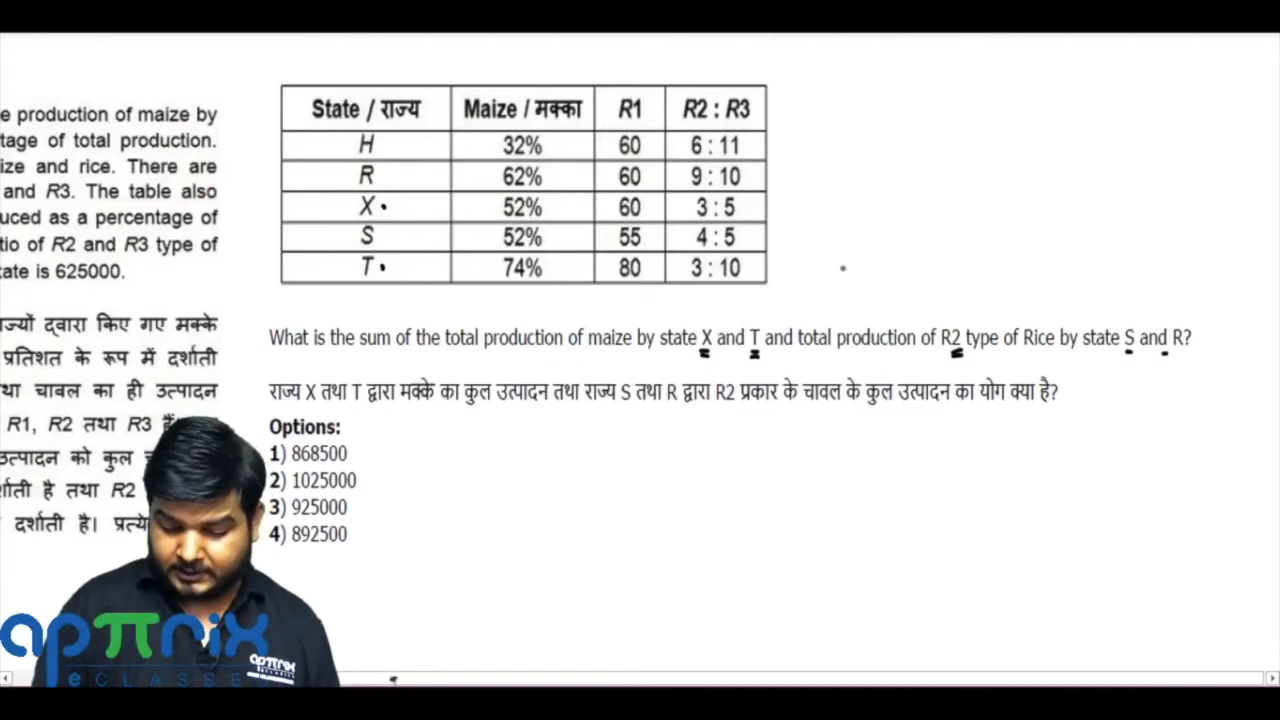 e production of maize by
tage of total production.
ize and rice. There are
and R3. The table also
uced as a percentage of
tio of R2 and R3 type of
tate is 625000.
ज्यों द्वारा किए गए मक्के
प्रतिशत के रूप में दर्शाती
था चावल का ही उत्पादन
R1, R2 तथा R3 हैं
उत्पादन को कुल
र्शाती है तथा R2
दर्शाती है। प्रत्ये
State / राज्य Maize / मक्का R1 R2 : R3
H 32% 60 6 : 11
R 62% 60 9 : 10
X 52% 60 3 : 5
S 52% 55 4 : 5
T 74% 80 3 : 10
What is the sum of the total production of maize by state X and T and total production of R2 type of Rice by state S and R?
राज्य X तथा T द्वारा मक्के का कुल उत्पादन तथा राज्य S तथा R द्वारा R2 प्रकार के चावल के कुल उत्पादन का योग क्या है?
Options:
1) 868500
2) 1025000
3) 925000
4) 892500
apπrix
eCLASSE
apπrix